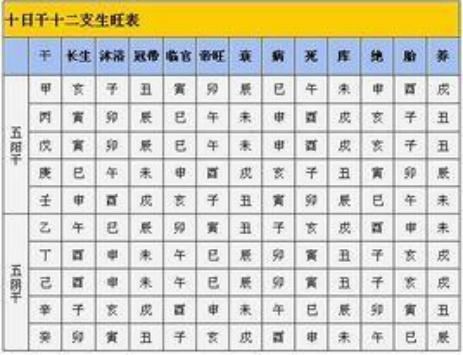 十日干十二支生旺表
干 长生 沐浴 冠带 临官 帝旺 衰 病 死 库 绝 胎 养
五阳干
甲 亥 子 丑 寅 卯 辰 巳 午 未 申 酉 戌
丙 寅 卯 辰 巳 午 未 申 酉 戌 亥 子 丑
戊 寅 卯 辰 巳 午 未 申 酉 戌 亥 子 丑
庚 巳 午 未 申 酉 戌 亥 子 丑 寅 卯 辰
壬 申 酉 戌 亥 子 丑 寅 卯 辰 巳 午 未
五阴干
乙 午 巳 辰 卯 寅 丑 子 亥 戌 酉 申 未
丁 酉 申 未 午 巳 辰 卯 寅 丑 子 亥 戌
己 酉 申 未 午 巳 辰 卯 寅 丑 子 亥 戌
辛 子 亥 戌 酉 申 未 午 巳 辰 卯 寅 丑
癸 卯 寅 丑 子 亥 戌 酉 申 未 午 巳 辰